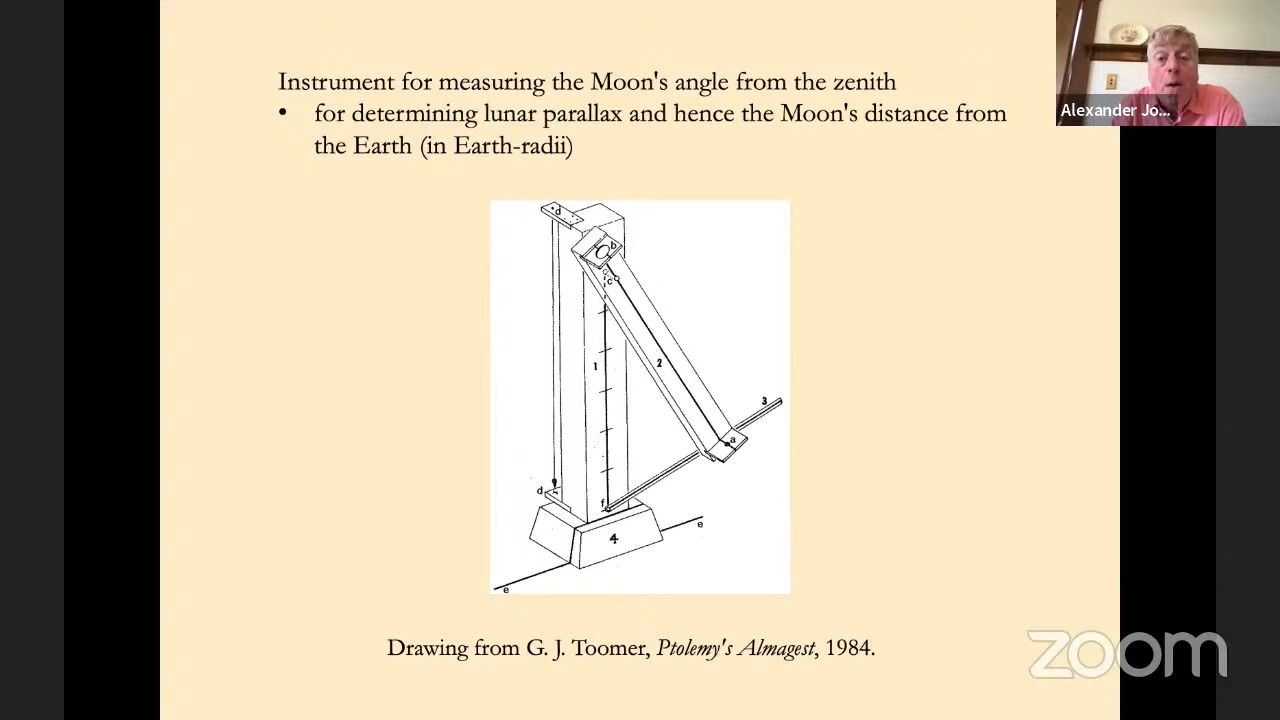 Instrument for measuring the Moon's angle from the zenith
• for determining lunar parallax and hence the Moon's distance from
the Earth (in Earth-radii)
Alexander Jo...
d
b
c
1
2
3
a
d
f
4
e
e
Drawing from G. J. Toomer, Ptolemy's Almagest, 1984.
zoom